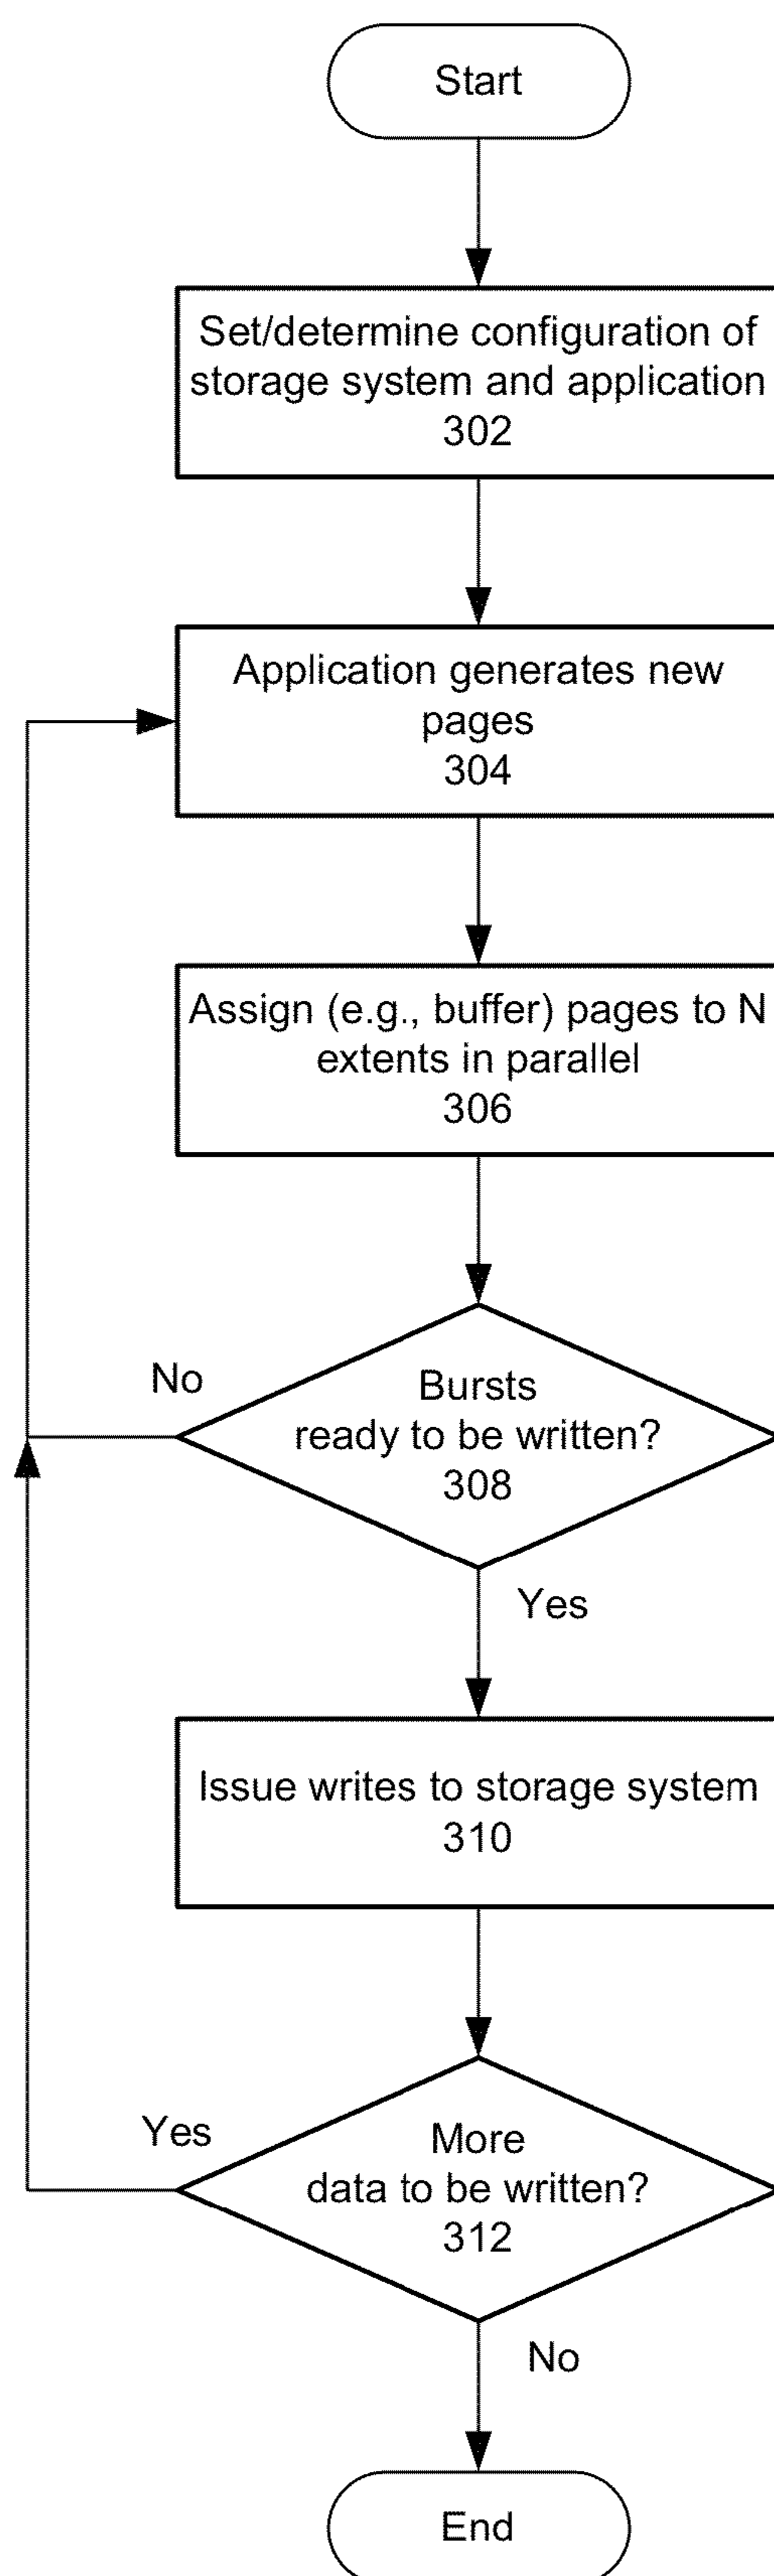 Start
Set/determine configuration of
storage system and application
302
Application generates new
pages
304
Assign (e.g., buffer) pages to N
extents in parallel
306
No
Bursts
ready to be written?
308
Yes
Issue writes to storage system
310
Yes
More
data to be written?
312
No
End